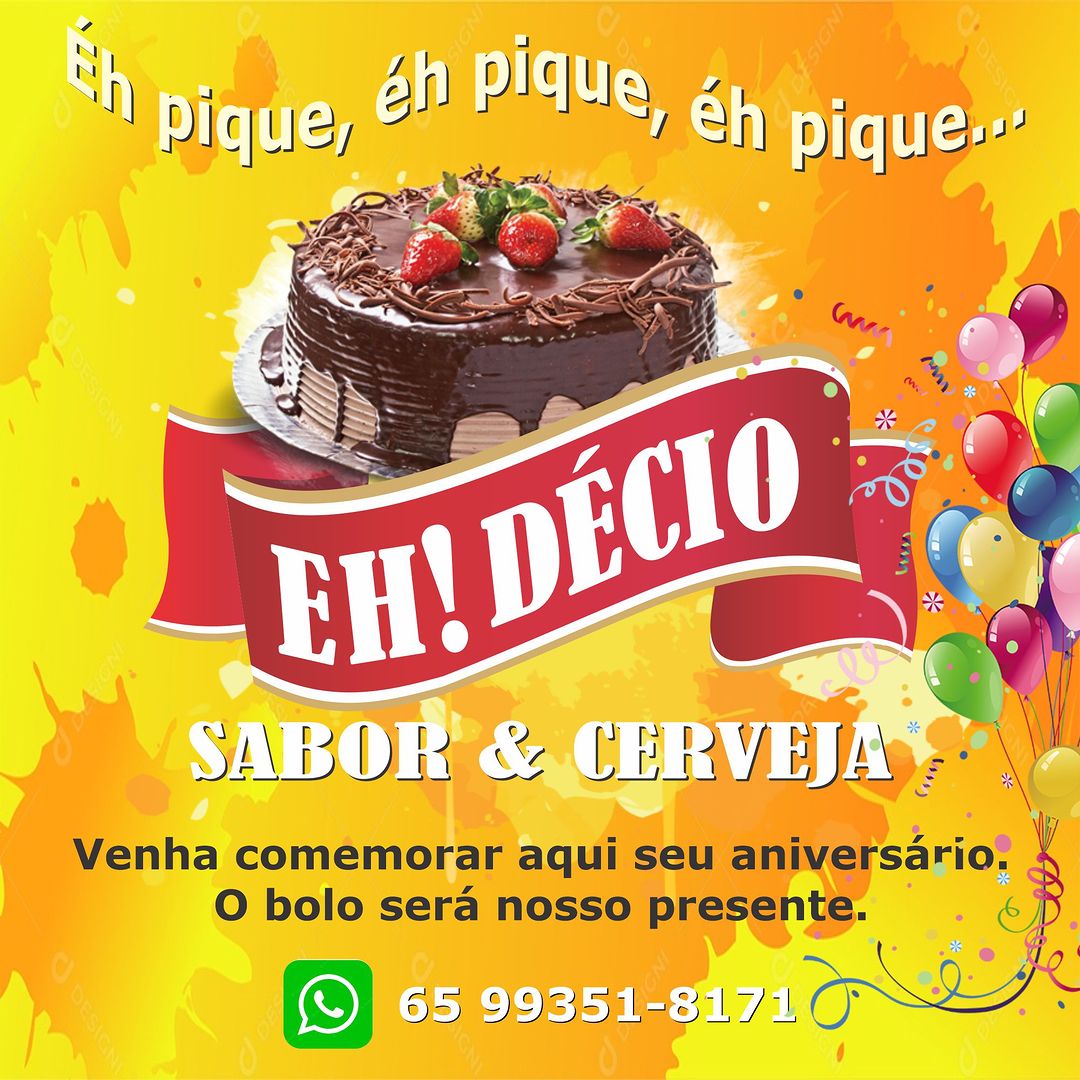 Éh pique, éh pique, éh pique...
EH! DÉCIO
SABOR & CERVEJA
Venha comemorar aqui seu aniversário.
O bolo será nosso presente.
65 99351-8171
DESIGNI